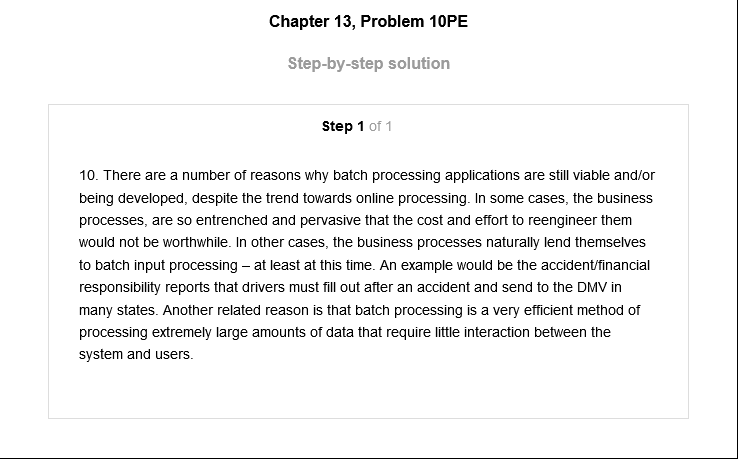 Chapter 13, Problem 10PE
Step-by-step solution
Step 1 of 1
10. There are a number of reasons why batch processing applications are still viable and/or
being developed, despite the trend towards online processing. In some cases, the business
processes, are so entrenched and pervasive that the cost and effort to reengineer them
would not be worthwhile. In other cases, the business processes naturally lend themselves
to batch input processing – at least at this time. An example would be the accident/financial
responsibility reports that drivers must fill out after an accident and send to the DMV in
many states. Another related reason is that batch processing is a very efficient method of
processing extremely large amounts of data that require little interaction between the
system and users.